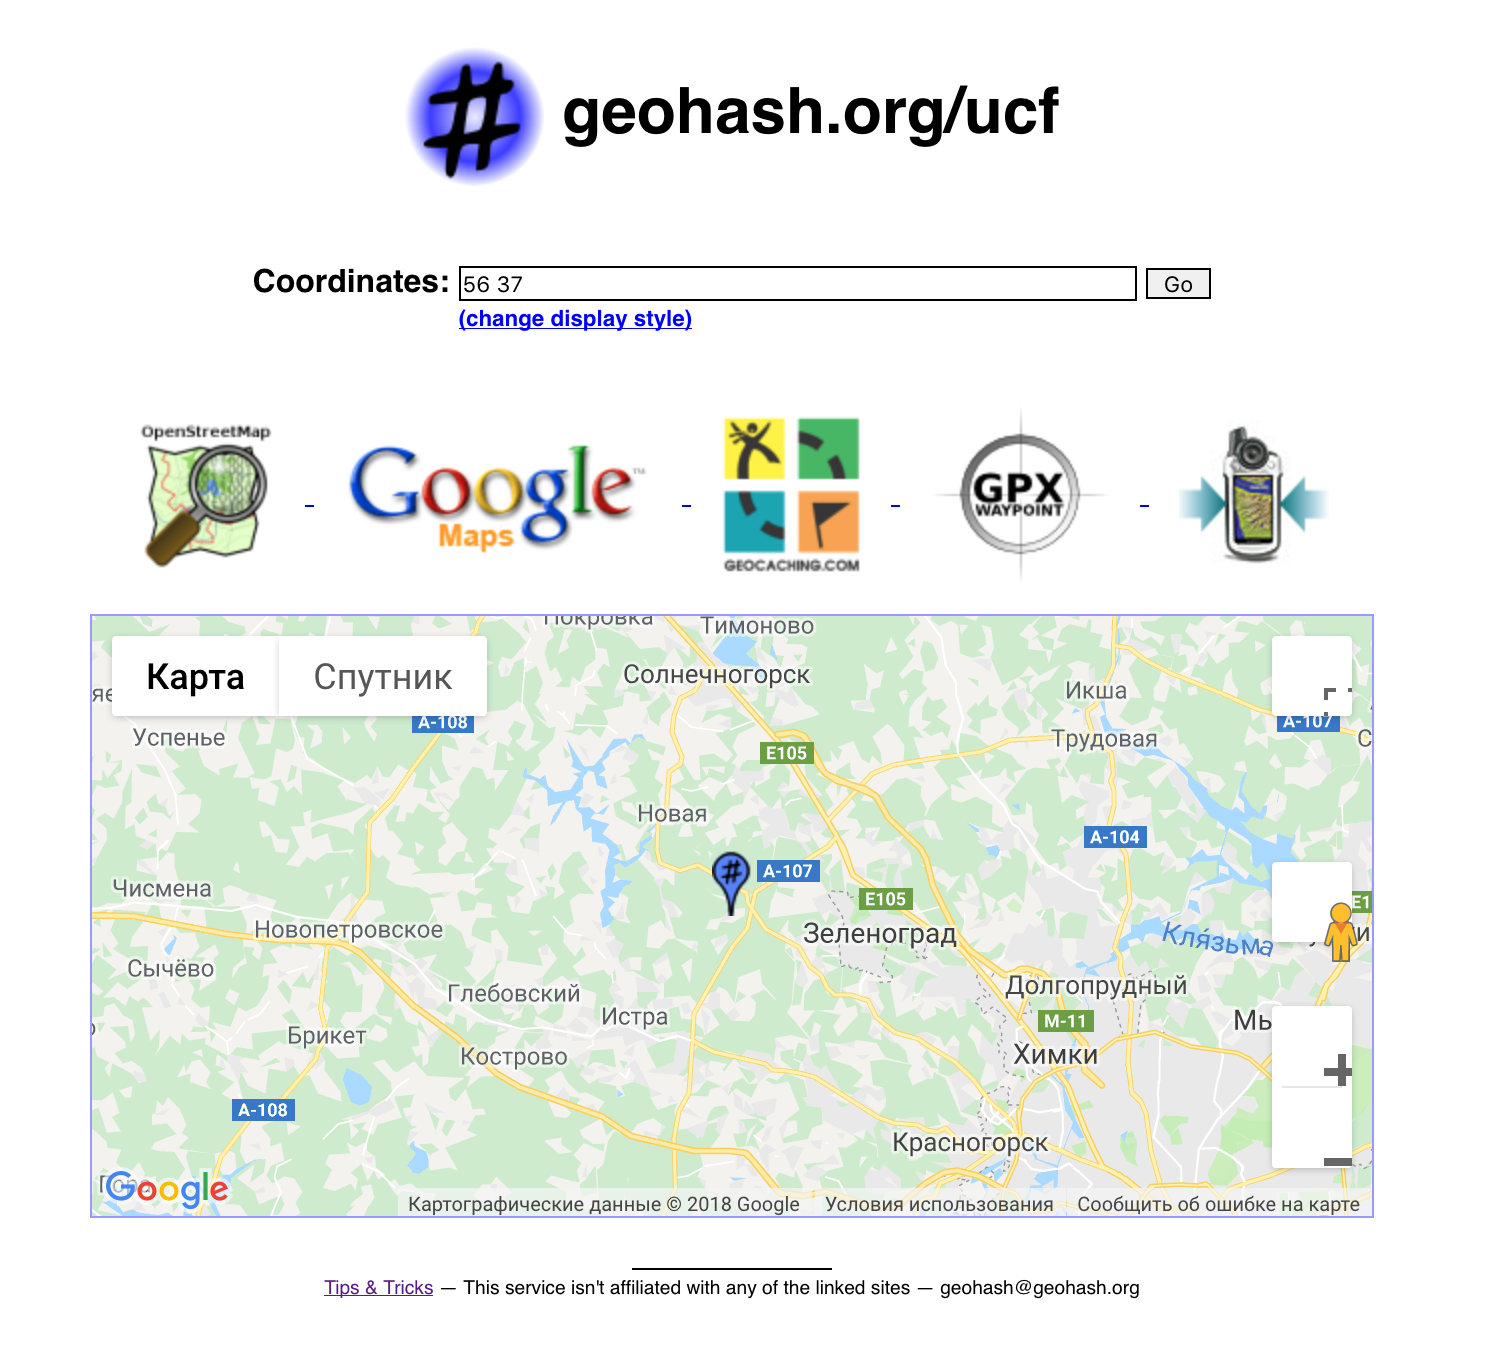 geohash.org/ucf
Coordinates: 56 37 Go
(change display style)
OpenStreetMap
Google™
Maps
GEOCACHING.COM
GPX
WAYPOINT
Покровка
Тимоново
Карта Спутник
Солнечногорск
Икша
А-108
А-107
Успенье
Трудовая
E105
Новая
А-104
А-107
Чисмена
E105
Новопетровское
Зеленоград
Клязьма
Сычёво
Долгопрудный
Глебовский
Истра
М-11
Брикет
Кострово
Химки
А-108
Красногорск
Google
Картографические данные © 2018 Google Условия использования Сообщить об ошибке на карте
Tips & Tricks — This service isn't affiliated with any of the linked sites — geohash@geohash.org